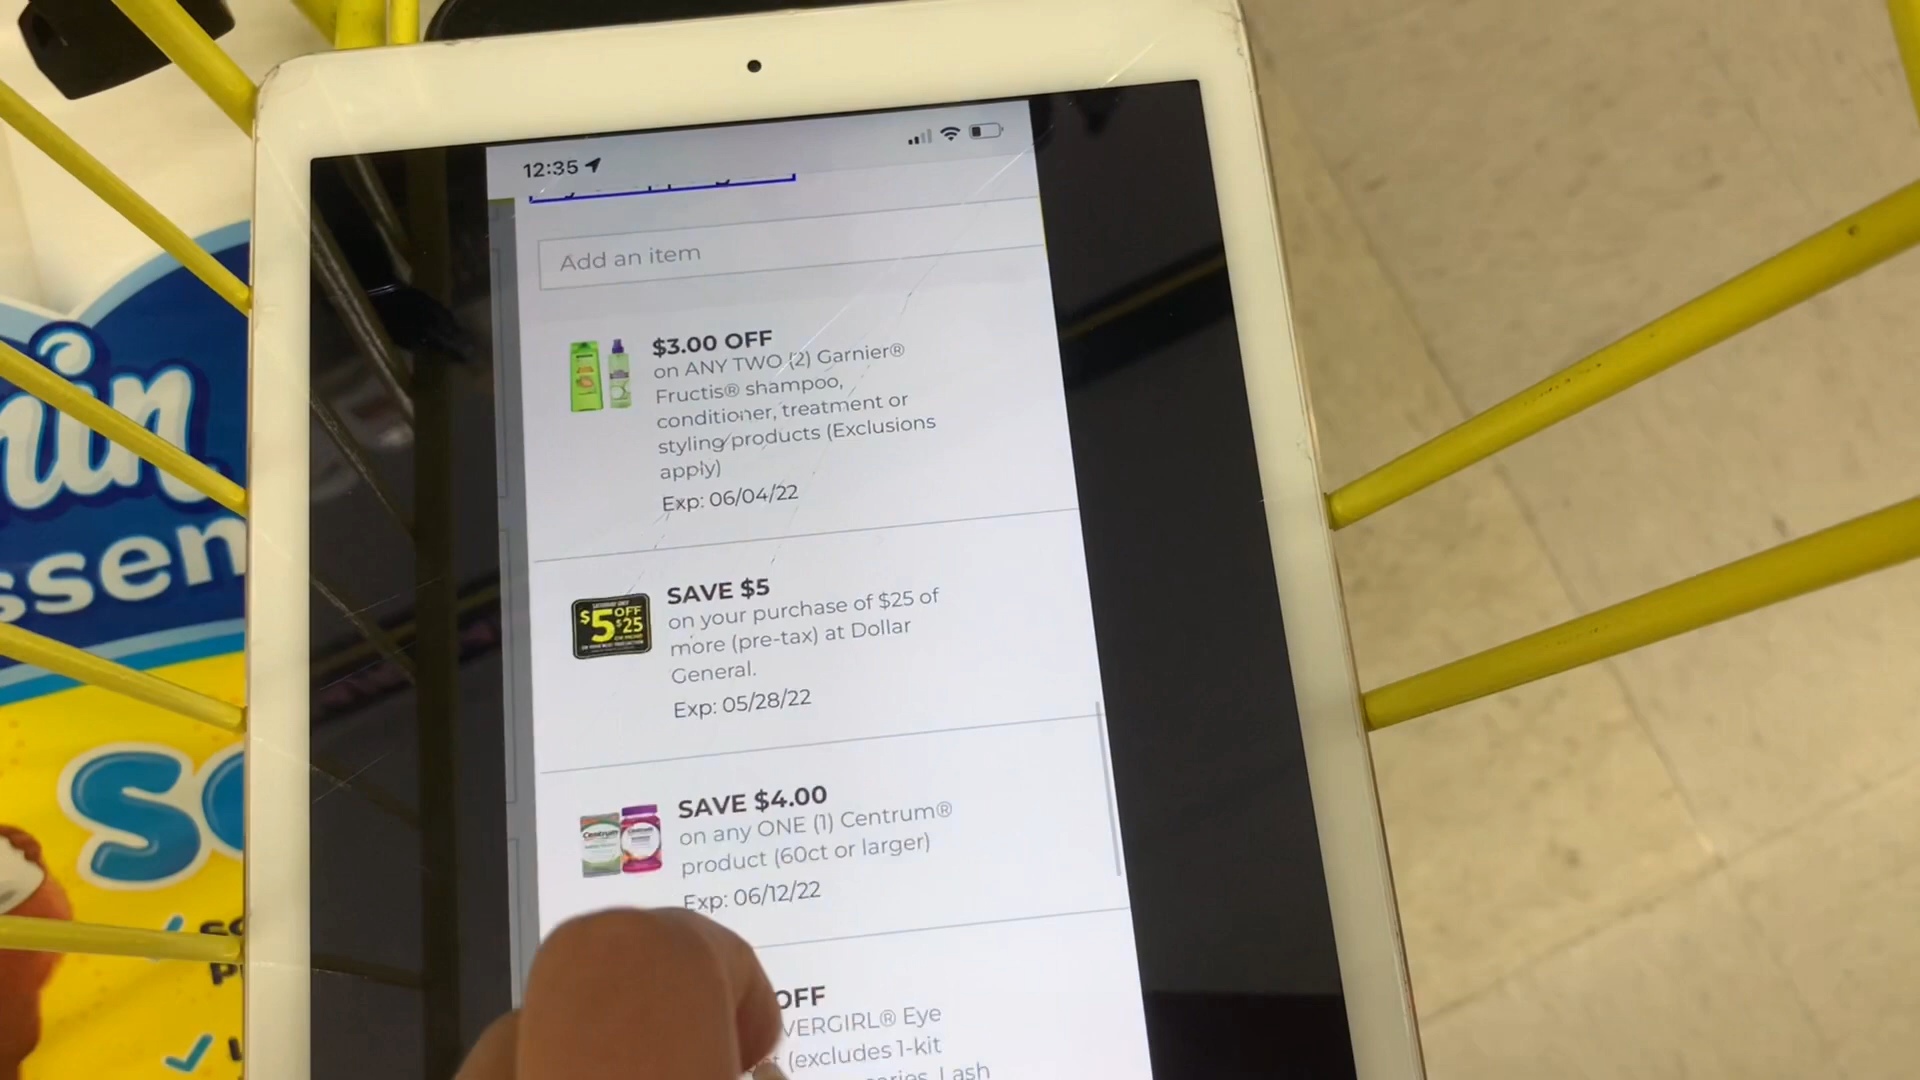 12:35
Add an item
$3.00 OFF
on ANY TWO (2) Garnier®
Fructis® shampoo,
conditioner, treatment or
styling products (Exclusions
apply)
Exp: 06/04/22
$5 OFF
$25
SAVE $5
on your purchase of $25 of
more (pre-tax) at Dollar
General.
Exp: 05/28/22
Centrum
Centrum
SAVE $4.00
on any ONE (1) Centrum®
product (60ct or larger)
Exp: 06/12/22
OFF
VERGIRL® Eye
(excludes 1-kit
Lash
in
ssen